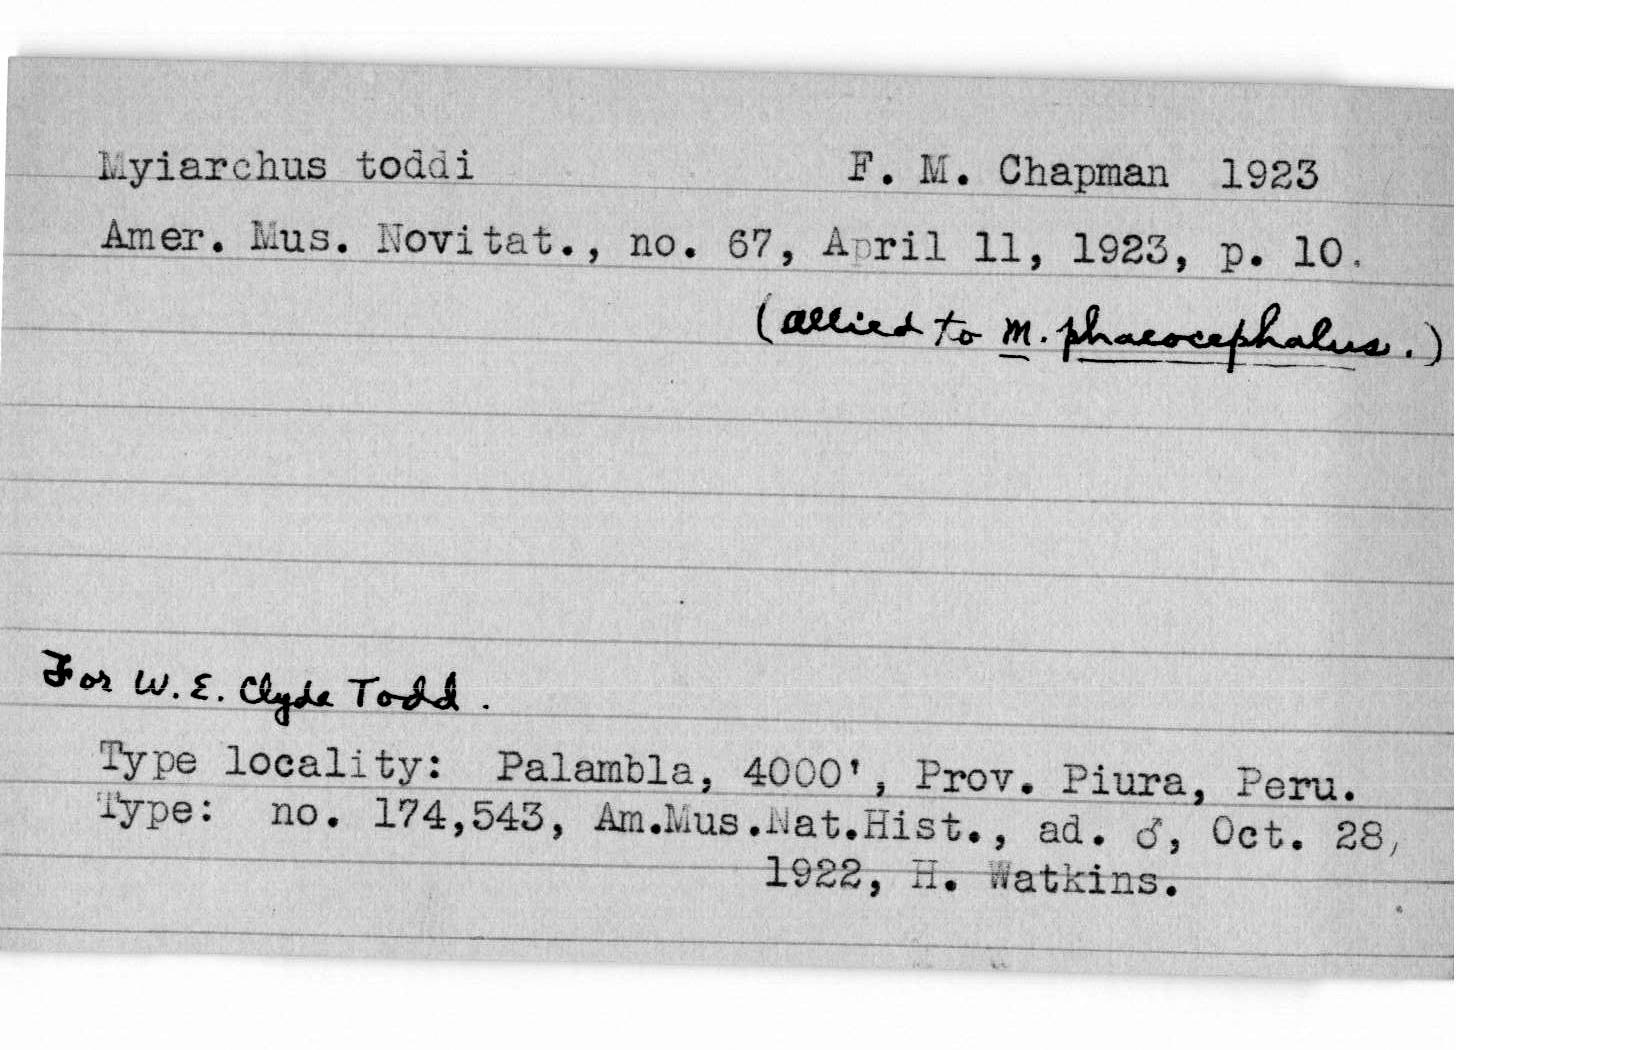 Myiarchus toddi F. M. Chapman 1923
Amer. Mus. Novitat., no. 67, April 11, 1923, p. 10.
(allied to M. phaeocephalus.)
For W. E. Clyde Todd.
Type locality: Palambla, 4000', Prov. Piura, Peru.
Type: no. 174,543, Am.Mus.Nat.Hist., ad. ♂, Oct. 28,
1922, H. Watkins.